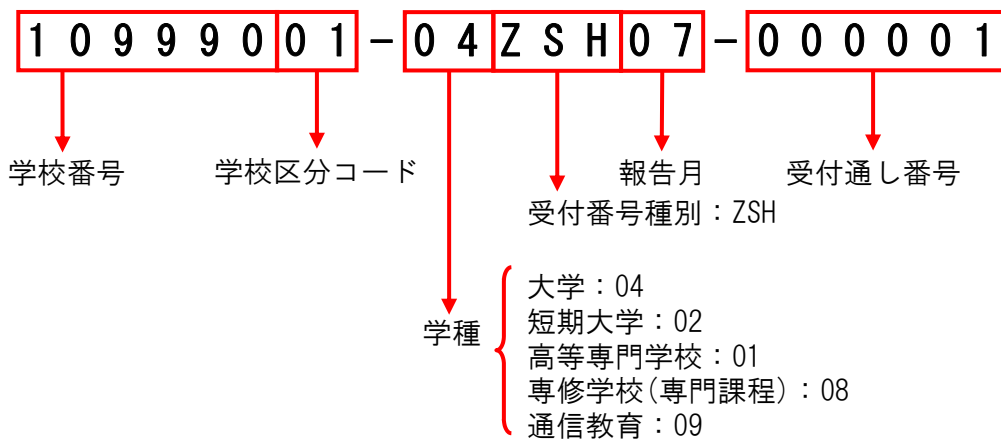 10999001-04ZSH07-000001
学校番号
学校区分コード
報告月
受付通し番号
受付番号種別：ZSH
学種
大学：04
短期大学：02
高等専門学校：01
専修学校(専門課程)：08
通信教育：09